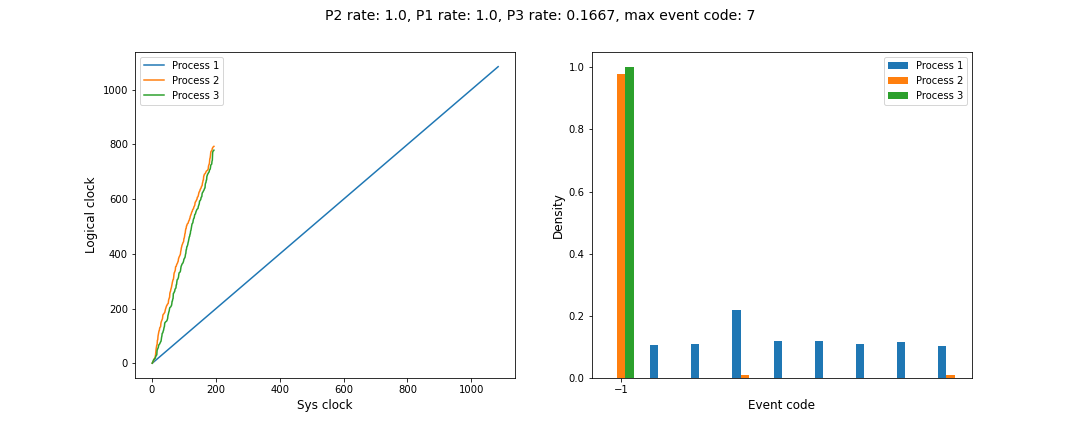 P2 rate: 1.0, P1 rate: 1.0, P3 rate: 0.1667, max event code: 7
Process 1
Process 2
Process 3
1000
800
600
400
200
0
Logical clock
0 200 400 600 800 1000
Sys clock
Process 1
Process 2
Process 3
1.0
0.8
0.6
0.4
0.2
0.0
Density
−1
Event code